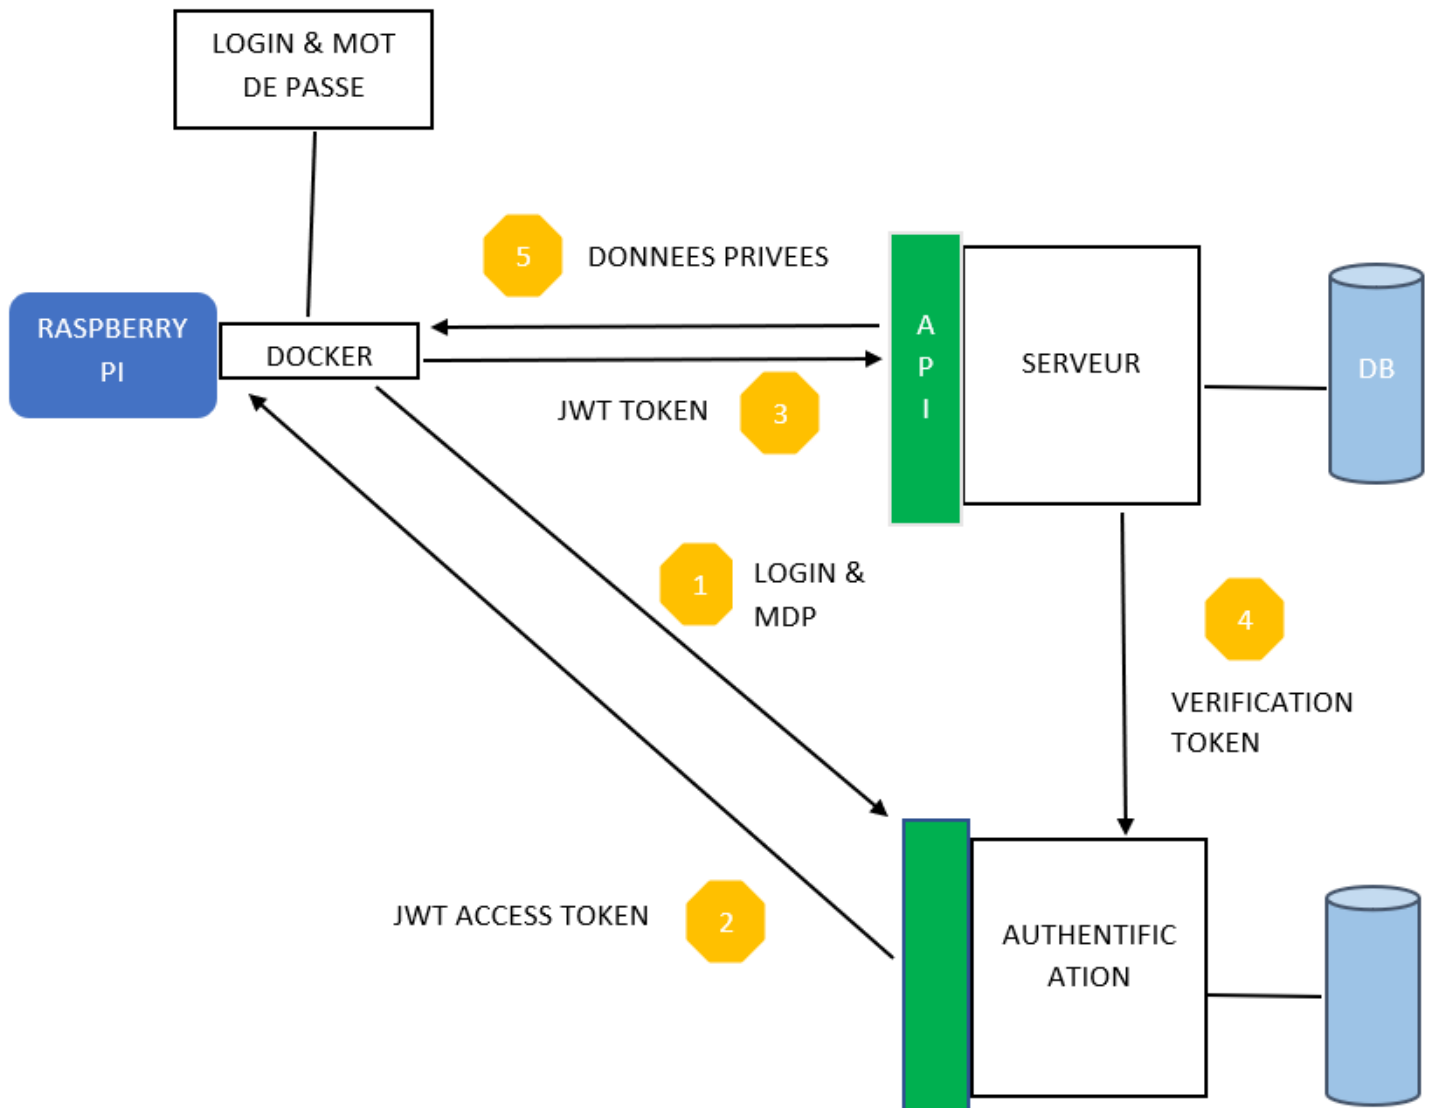 LOGIN & MOT
DE PASSE
5
DONNEES PRIVEES
RASPBERRY
PI
DOCKER
A
P
I
SERVEUR
DB
JWT TOKEN
3
1
LOGIN &
MDP
4
VERIFICATION
TOKEN
JWT ACCESS TOKEN
2
AUTHENTIFIC
ATION